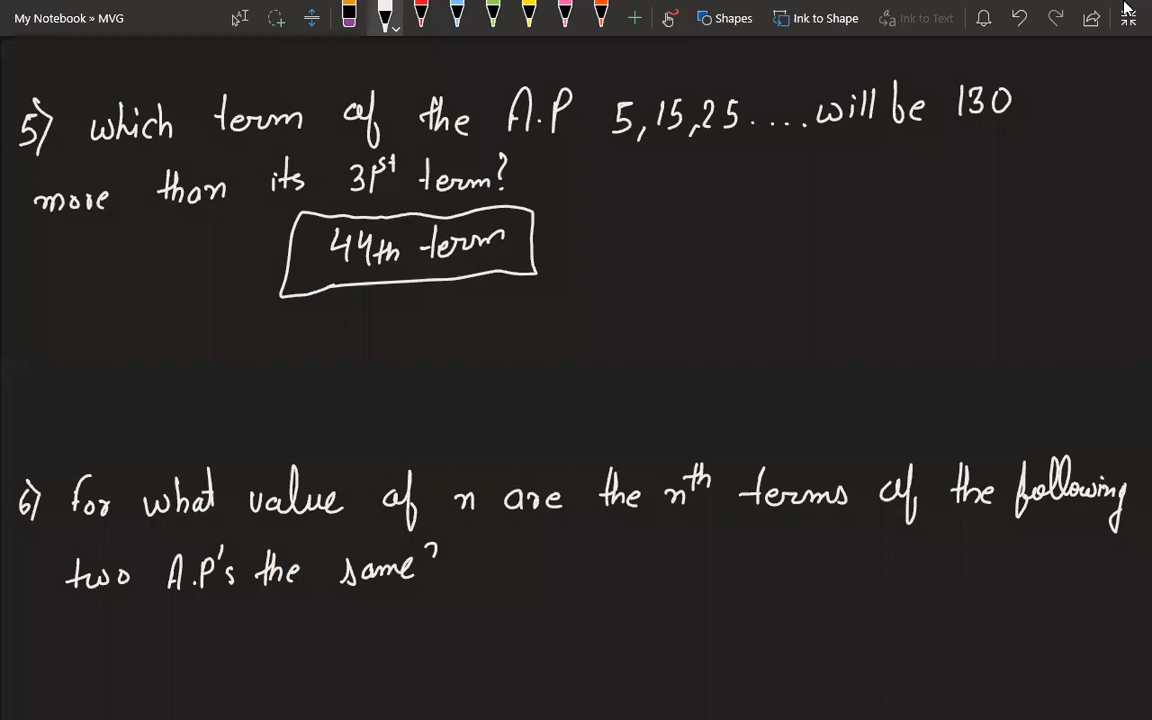 My Notebook » MVG
Shapes
Ink to Shape
Ink to Text
5) which term of the A.P 5,15,25.....will be 130
more than its 31st term?
44th term
6) for what value of n are the nth terms of the following
two A.P's the same?